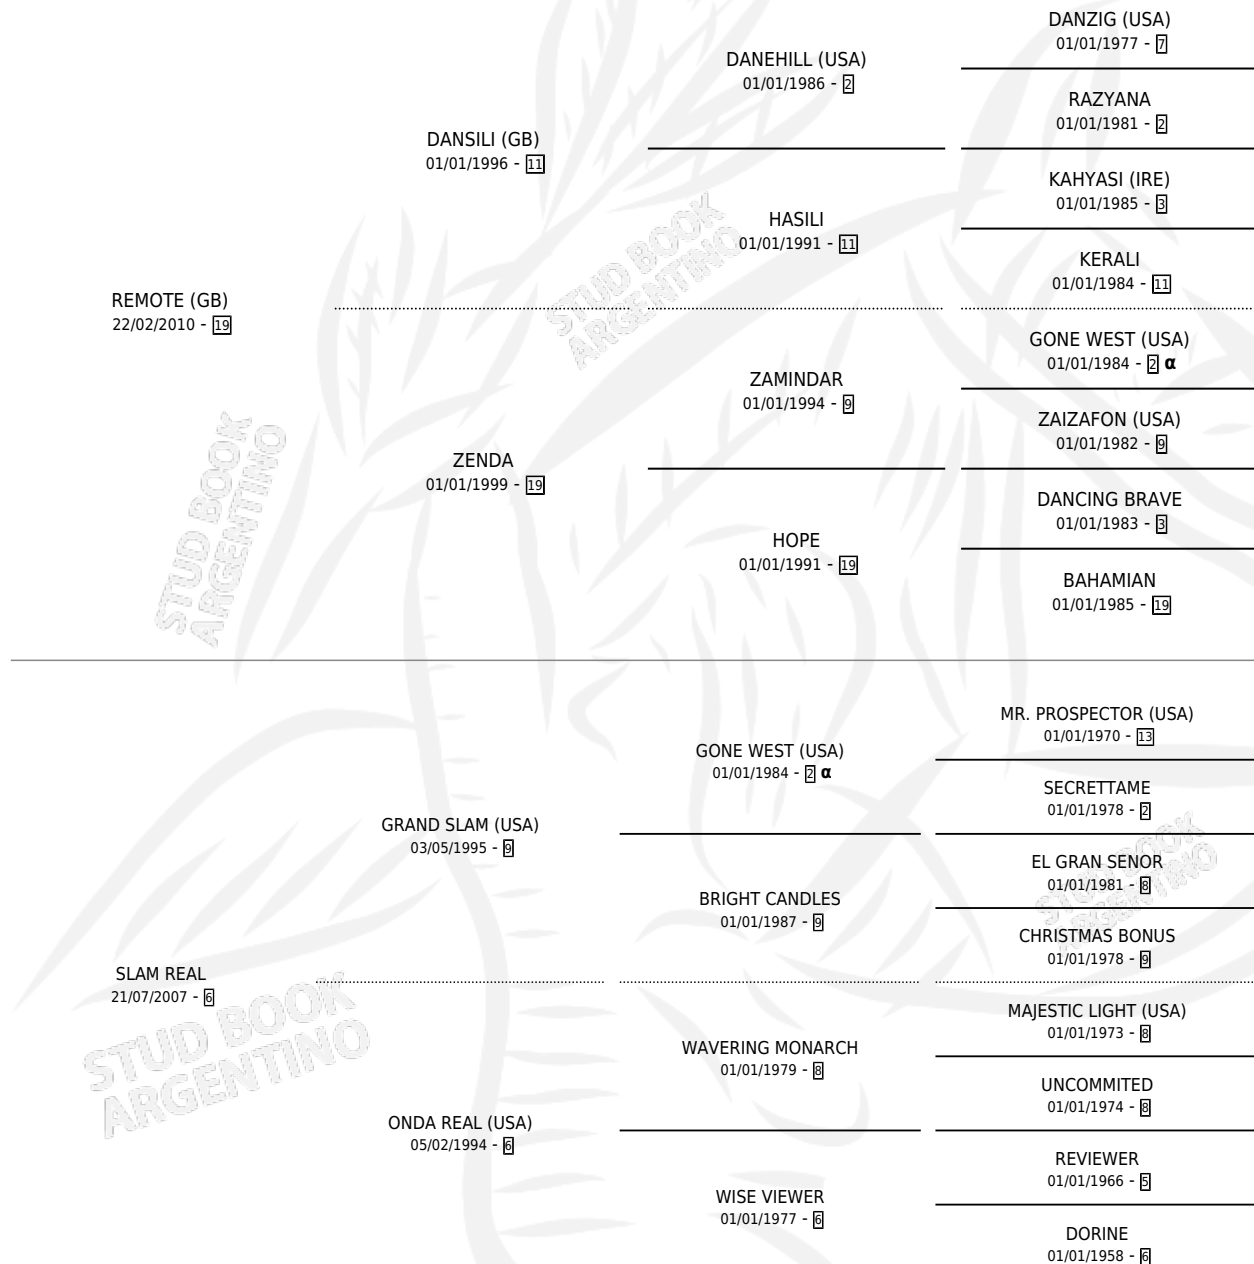 DANZIG (USA)
01/01/1977 - 7
DANEHILL (USA)
01/01/1986 - 2
RAZYANA
01/01/1981 - 2
DANSILI (GB)
01/01/1996 - 11
KAHYASI (IRE)
01/01/1985 - 3
HASILI
01/01/1991 - 11
KERALI
01/01/1984 - 11
REMOTE (GB)
22/02/2010 - 19
GONE WEST (USA)
01/01/1984 - 2 α
ZAMINDAR
01/01/1994 - 9
ZAIZAFON (USA)
01/01/1982 - 9
ZENDA
01/01/1999 - 19
DANCING BRAVE
01/01/1983 - 3
HOPE
01/01/1991 - 19
BAHAMIAN
01/01/1985 - 19
STUD BOOK
ARGENTINO
STUD BOOK
ARGENTINO
MR. PROSPECTOR (USA)
01/01/1970 - 13
GONE WEST (USA)
01/01/1984 - 2 α
SECRETTAME
01/01/1978 - 2
GRAND SLAM (USA)
03/05/1995 - 9
EL GRAN SENOR
01/01/1981 - 8
BRIGHT CANDLES
01/01/1987 - 9
CHRISTMAS BONUS
01/01/1978 - 9
SLAM REAL
21/07/2007 - 6
MAJESTIC LIGHT (USA)
01/01/1973 - 8
WAVERING MONARCH
01/01/1979 - 8
UNCOMMITED
01/01/1974 - 8
ONDA REAL (USA)
05/02/1994 - 6
REVIEWER
01/01/1966 - 5
WISE VIEWER
01/01/1977 - 6
DORINE
01/01/1958 - 6
STUD BOOK
ARGENTINO
STUD BOOK
ARGENTINO